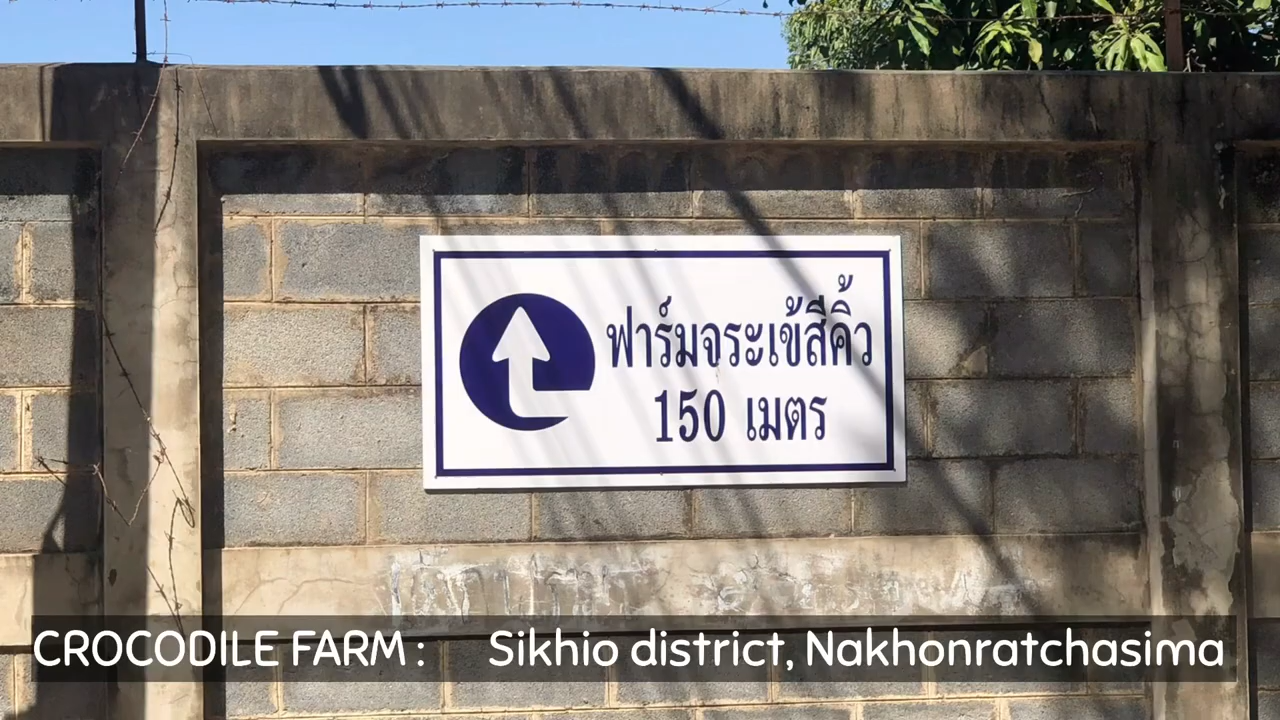 ฟาร์มจระเข้สีคิ้ว
150 เมตร
CROCODILE FARM : Sikhio district, Nakhonratchasima